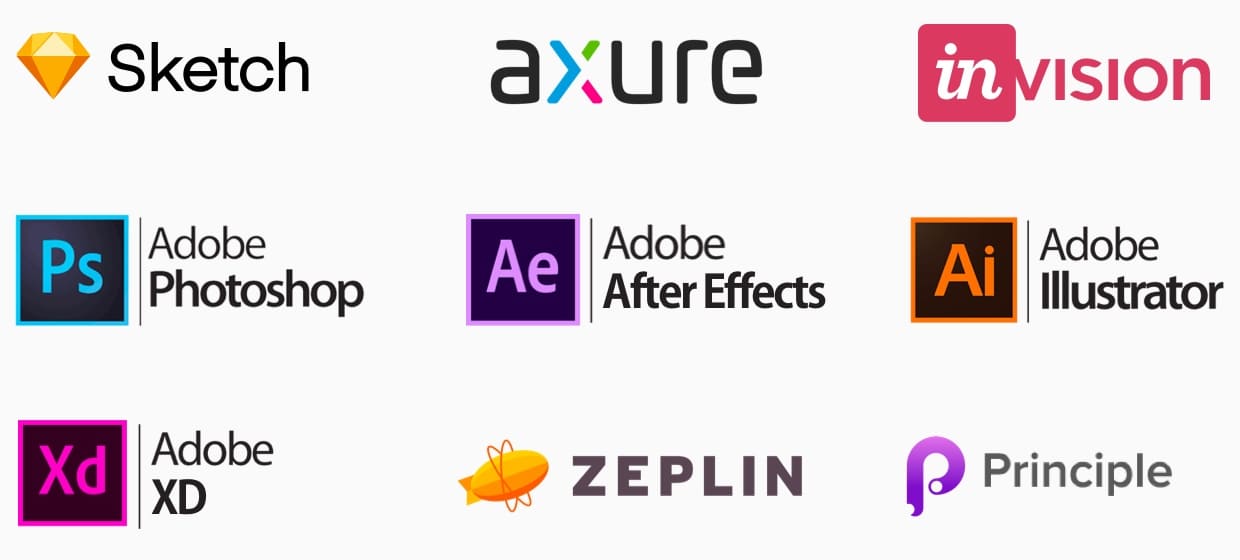 Sketch
axure
inVISION
Ps Adobe Photoshop
Ae Adobe After Effects
Ai Adobe Illustrator
Xd Adobe XD
ZEPLIN
Principle